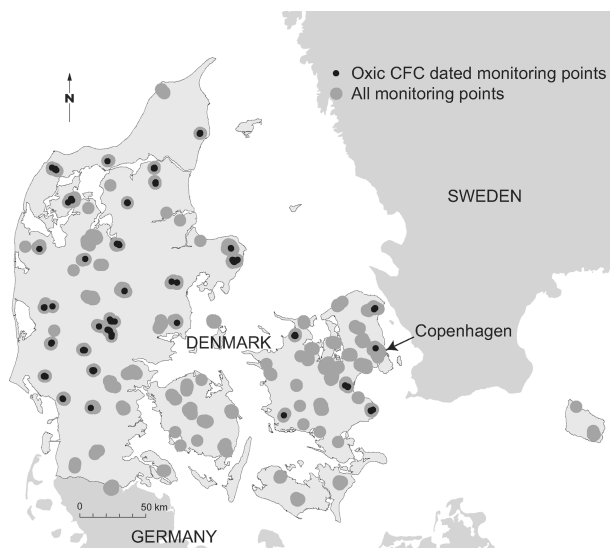 Oxic CFC dated monitoring points
All monitoring points
N
SWEDEN
Copenhagen
DENMARK
0 50 km
GERMANY